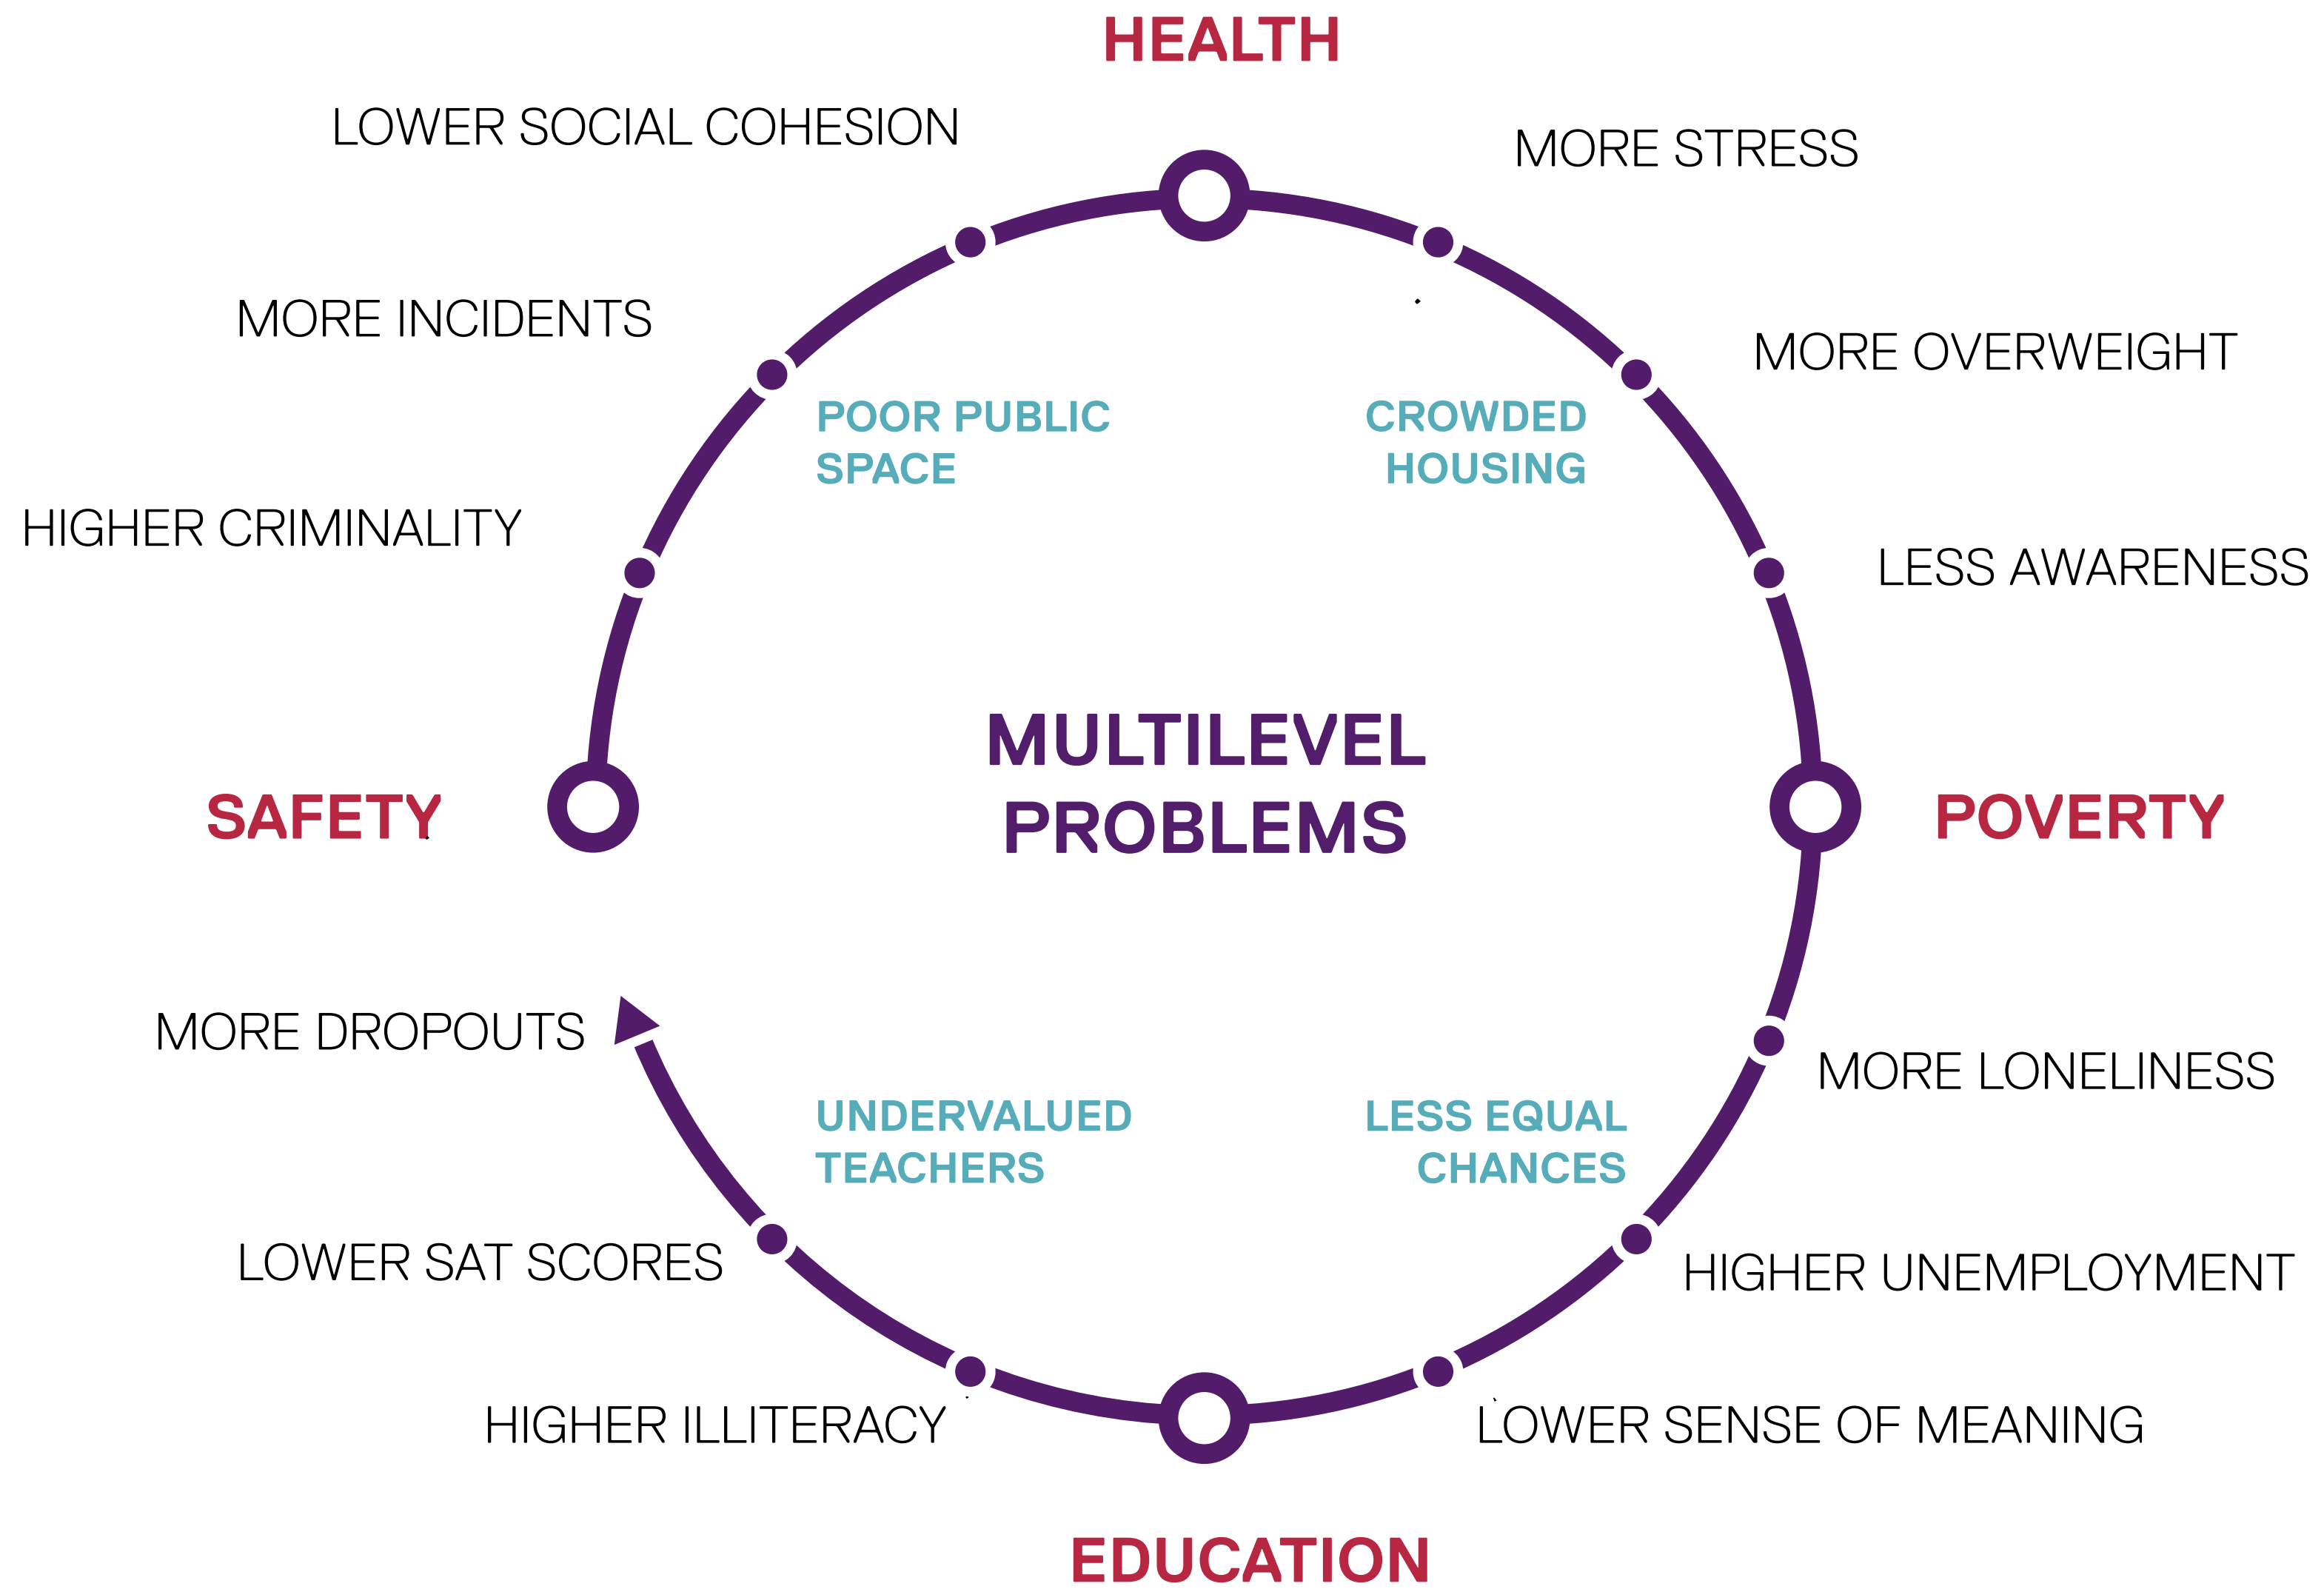 HEALTH
LOWER SOCIAL COHESION
MORE STRESS
MORE INCIDENTS
MORE OVERWEIGHT
POOR PUBLIC
SPACE
CROWDED
HOUSING
HIGHER CRIMINALITY
LESS AWARENESS
MULTILEVEL
PROBLEMS
SAFETY
POVERTY
MORE DROPOUTS
MORE LONELINESS
UNDERVALUED
TEACHERS
LESS EQUAL
CHANCES
LOWER SAT SCORES
HIGHER UNEMPLOYMENT
HIGHER ILLITERACY
LOWER SENSE OF MEANING
EDUCATION